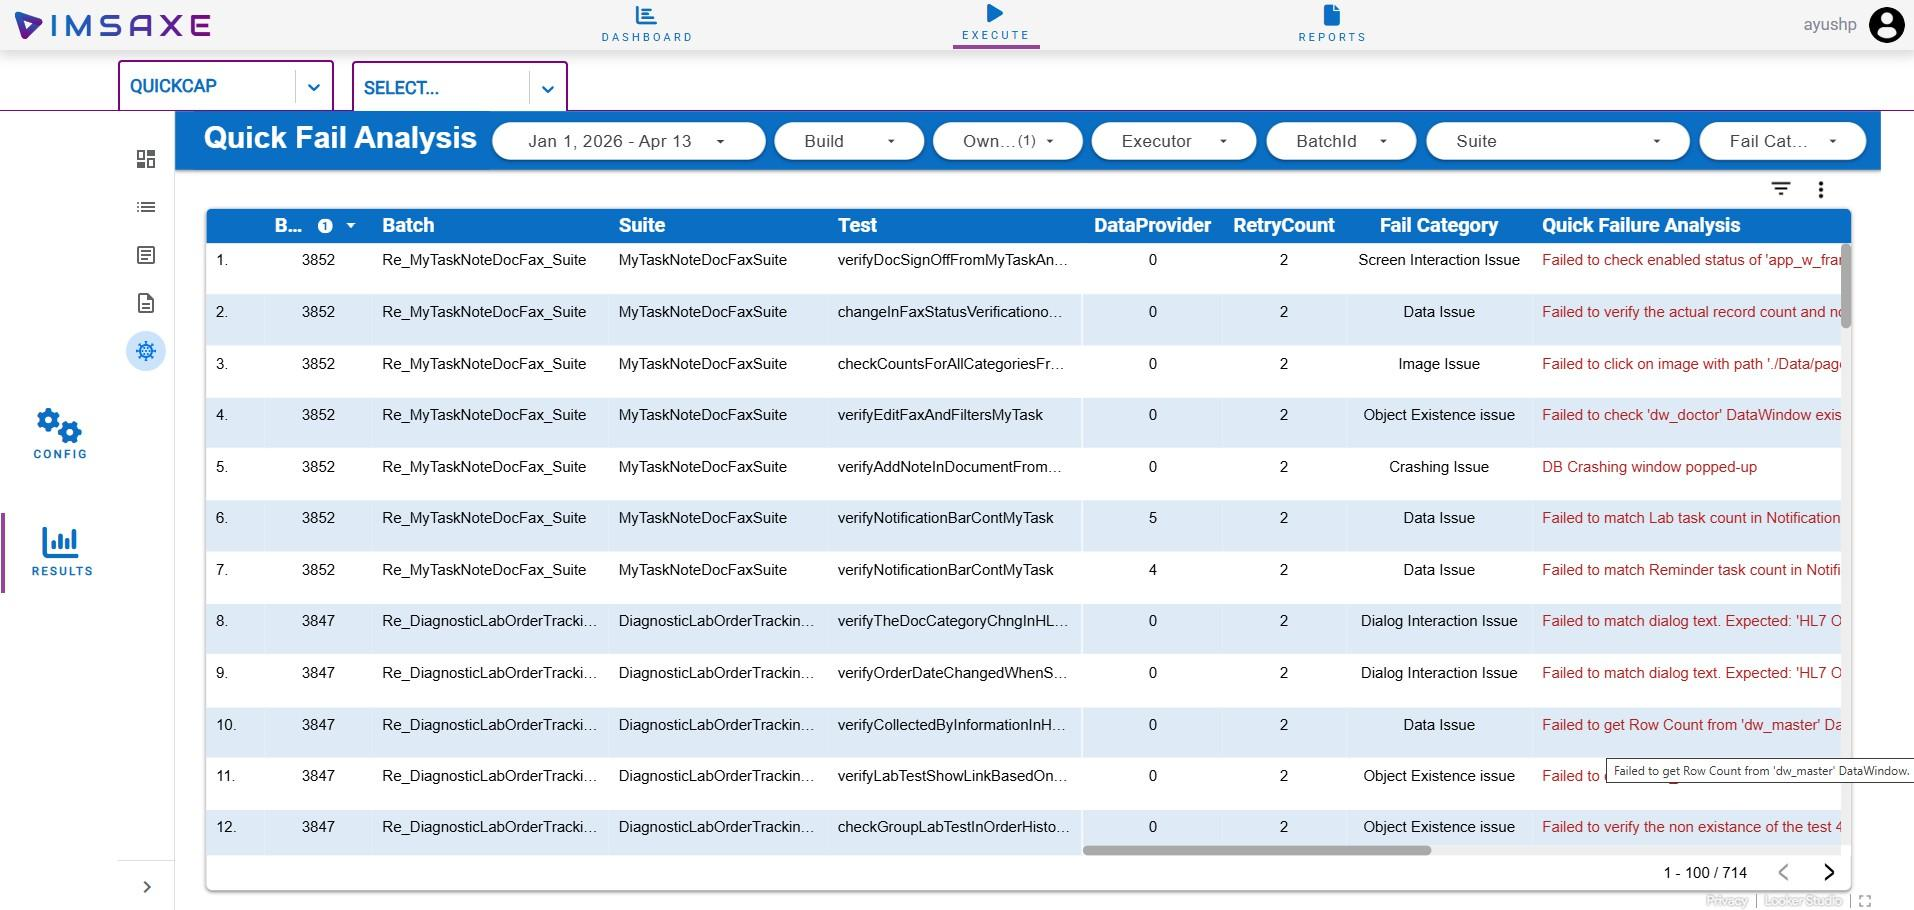 IMSAXE
DASHBOARD
EXECUTE
REPORTS
ayushp
QUICKCAP
SELECT...
Quick Fail Analysis
Jan 1, 2026 - Apr 13
Build
Own...(1)
Executor
BatchId
Suite
Fail Cat...
CONFIG
RESULTS
B... 1 Batch Suite Test DataProvider RetryCount Fail Category Quick Failure Analysis
1. 3852 Re_MyTaskNoteDocFax_Suite MyTaskNoteDocFaxSuite verifyDocSignOffFromMyTaskAn... 0 2 Screen Interaction Issue Failed to check enabled status of 'app_w_frar
2. 3852 Re_MyTaskNoteDocFax_Suite MyTaskNoteDocFaxSuite changeInFaxStatusVerificationo... 0 2 Data Issue Failed to verify the actual record count and no
3. 3852 Re_MyTaskNoteDocFax_Suite MyTaskNoteDocFaxSuite checkCountsForAllCategoriesFr... 0 2 Image Issue Failed to click on image with path './Data/page
4. 3852 Re_MyTaskNoteDocFax_Suite MyTaskNoteDocFaxSuite verifyEditFaxAndFiltersMyTask 0 2 Object Existence issue Failed to check 'dw_doctor' DataWindow exis
5. 3852 Re_MyTaskNoteDocFax_Suite MyTaskNoteDocFaxSuite verifyAddNoteInDocumentFrom... 0 2 Crashing Issue DB Crashing window popped-up
6. 3852 Re_MyTaskNoteDocFax_Suite MyTaskNoteDocFaxSuite verifyNotificationBarContMyTask 5 2 Data Issue Failed to match Lab task count in Notification
7. 3852 Re_MyTaskNoteDocFax_Suite MyTaskNoteDocFaxSuite verifyNotificationBarContMyTask 4 2 Data Issue Failed to match Reminder task count in Notifi
8. 3847 Re_DiagnosticLabOrderTracki... DiagnosticLabOrderTrackin... verifyTheDocCategoryChngInHL... 0 2 Dialog Interaction Issue Failed to match dialog text. Expected: 'HL7 O
9. 3847 Re_DiagnosticLabOrderTracki... DiagnosticLabOrderTrackin... verifyOrderDateChangedWhenS... 0 2 Dialog Interaction Issue Failed to match dialog text. Expected: 'HL7 O
10. 3847 Re_DiagnosticLabOrderTracki... DiagnosticLabOrderTrackin... verifyCollectedByInformationInH... 0 2 Data Issue Failed to get Row Count from 'dw_master' Da
11. 3847 Re_DiagnosticLabOrderTracki... DiagnosticLabOrderTrackin... verifyLabTestShowLinkBasedOn... 0 2 Object Existence issue Failed to
Failed to get Row Count from 'dw_master' DataWindow.
12. 3847 Re_DiagnosticLabOrderTracki... DiagnosticLabOrderTrackin... checkGroupLabTestInOrderHisto... 0 2 Object Existence issue Failed to verify the non existance of the test 4
1 - 100 / 714
Privacy
Looker Studio